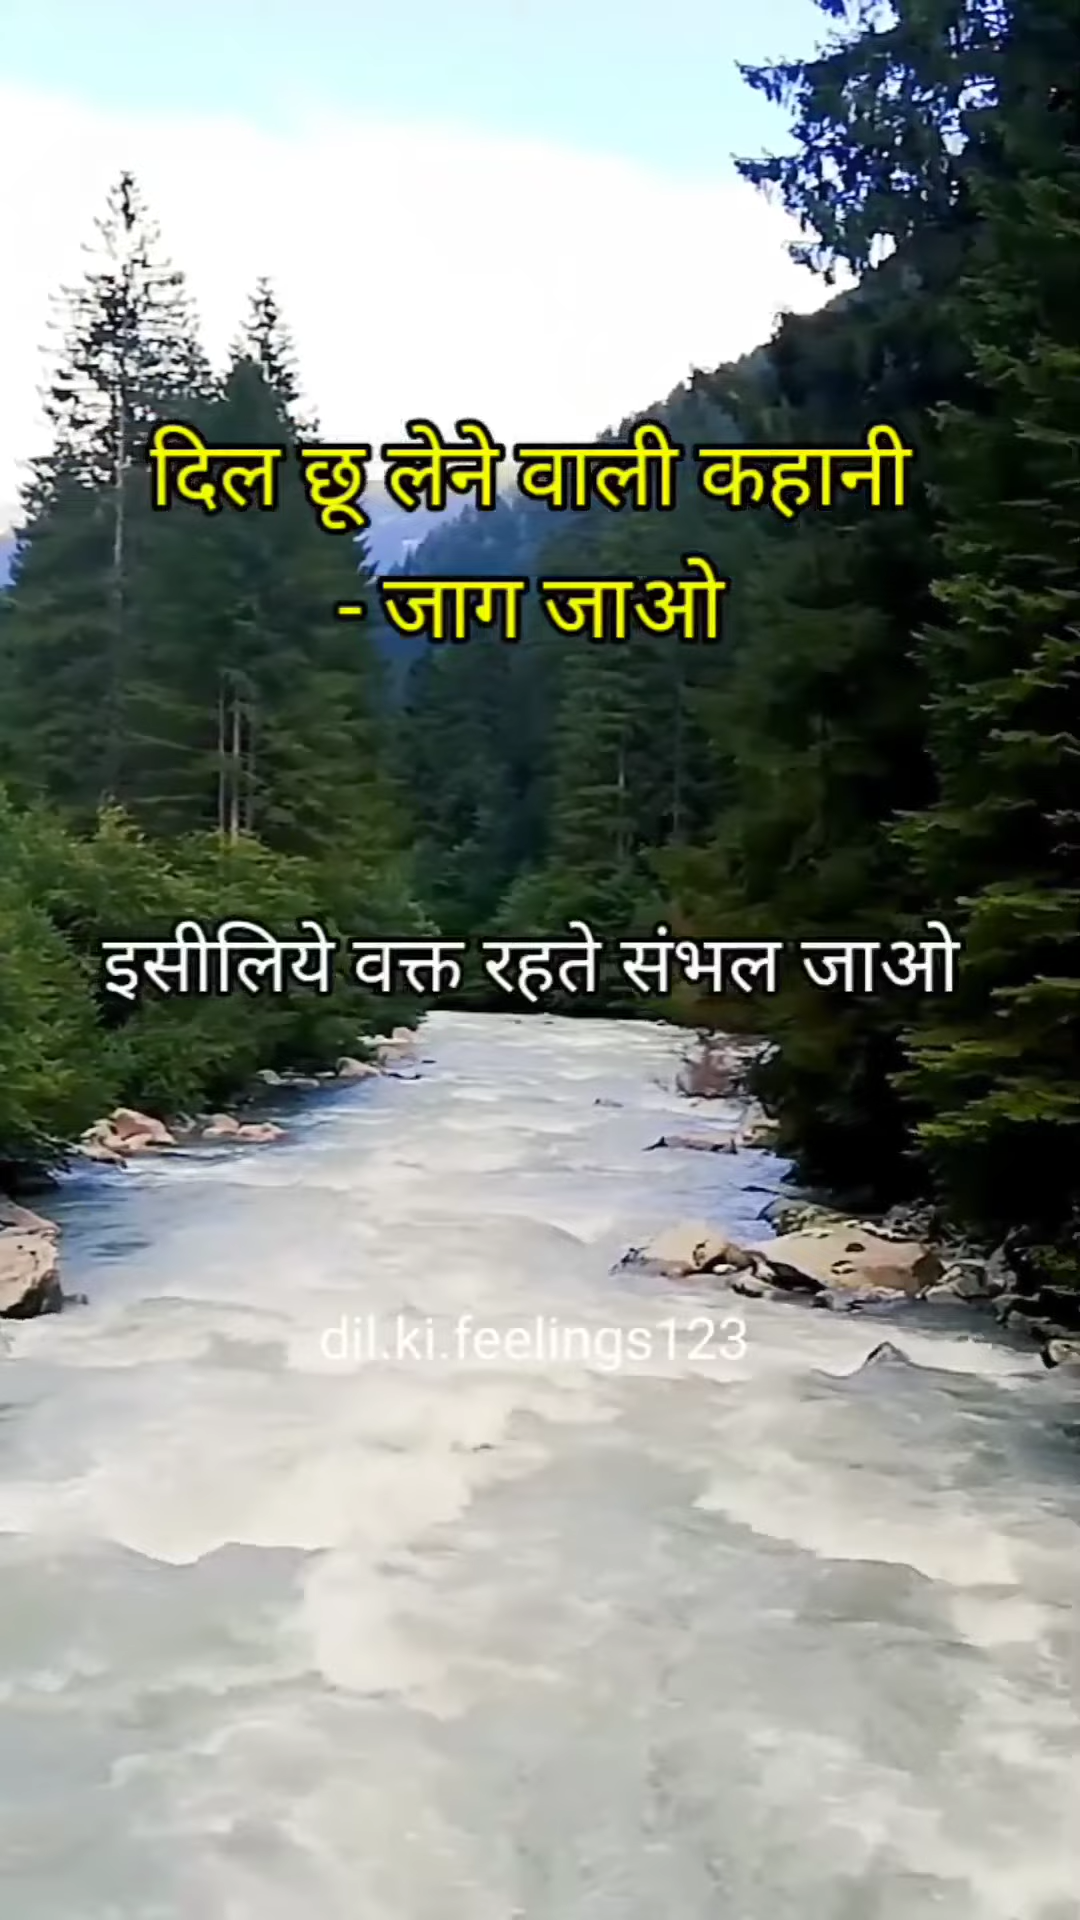 दिल छू लेने वाली कहानी
- जाग जाओ
इसीलिये वक्त रहते संभल जाओ
dil.ki.feelings123